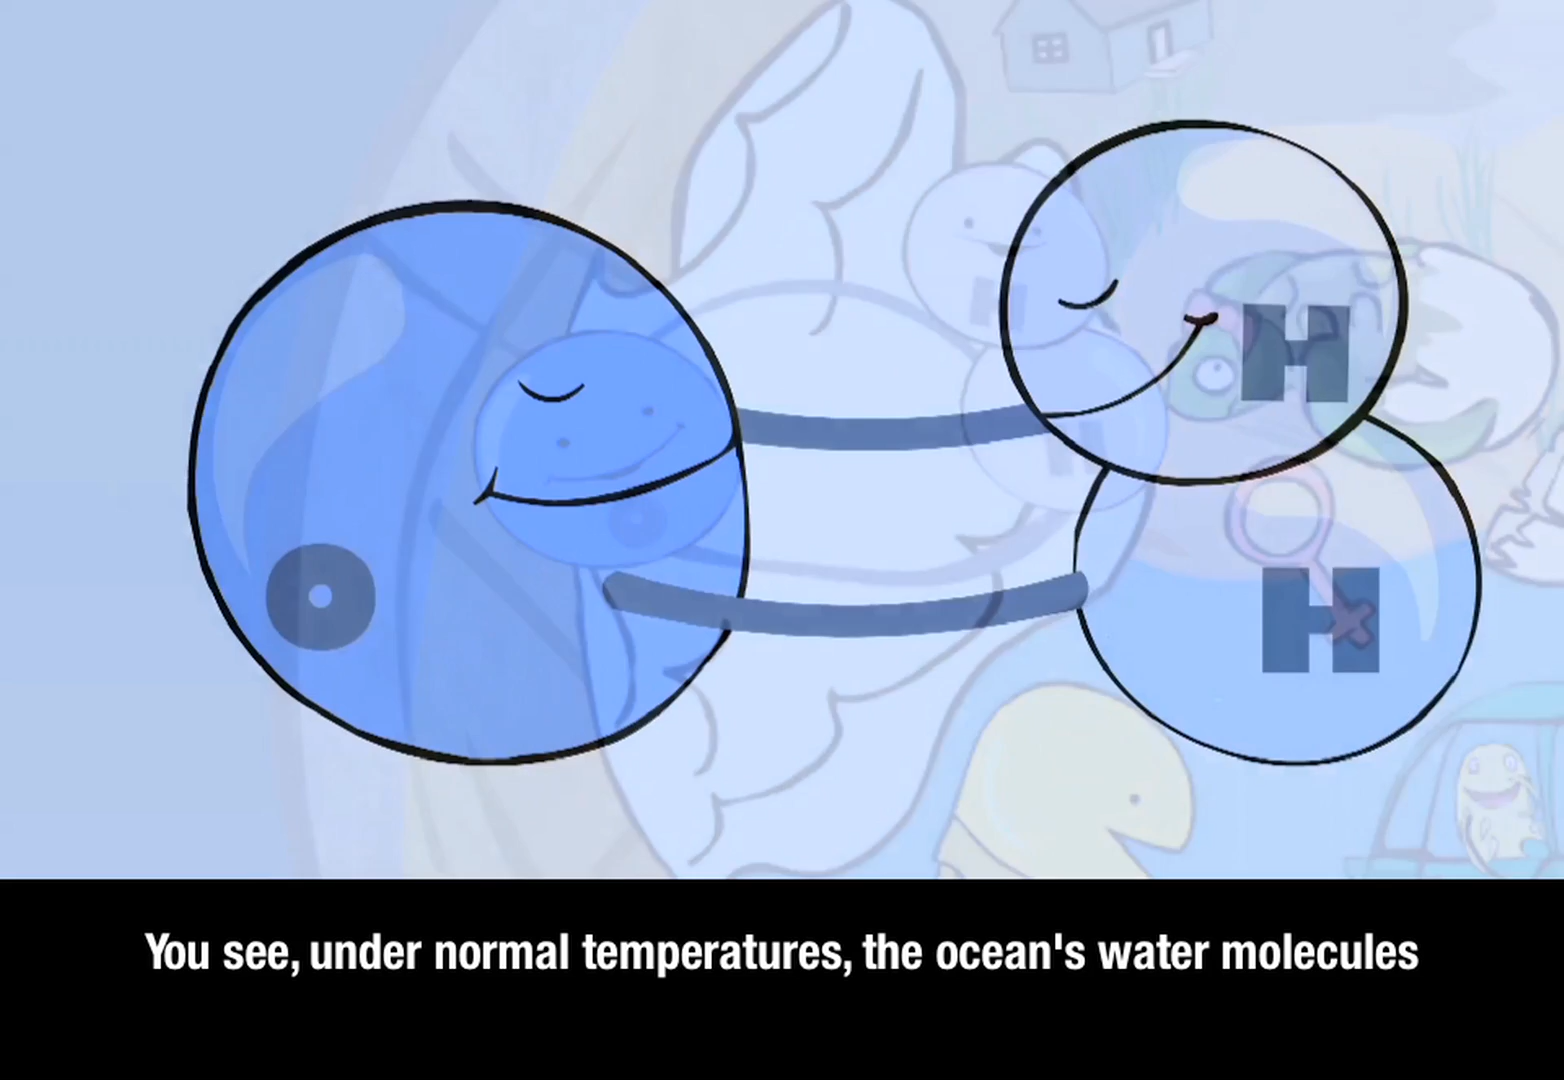 H
O
H
You see, under normal temperatures, the ocean's water molecules